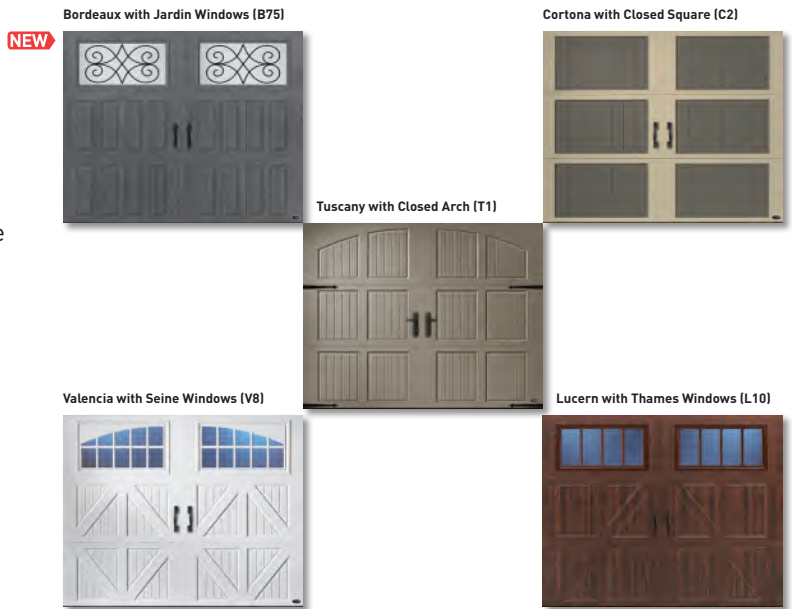 Bordeaux with Jardin Windows (B75)
Cortona with Closed Square (C2)
NEW
Tuscany with Closed Arch (T1)
e
Valencia with Seine Windows (V8)
Lucern with Thames Windows (L10)